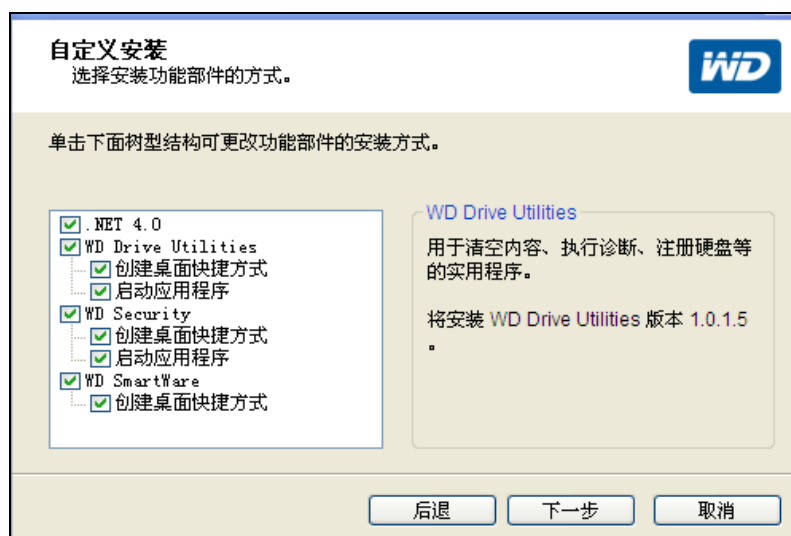 自定义安装
选择安装功能部件的方式。
WD
单击下面树型结构可更改功能部件的安装方式。
.NET 4.0
WD Drive Utilities
创建桌面快捷方式
启动应用程序
WD Security
创建桌面快捷方式
启动应用程序
WD SmartWare
创建桌面快捷方式
WD Drive Utilities
用于清空内容、执行诊断、注册硬盘等
的实用程序。
将安装 WD Drive Utilities 版本 1.0.1.5
。
后退
下一步
取消